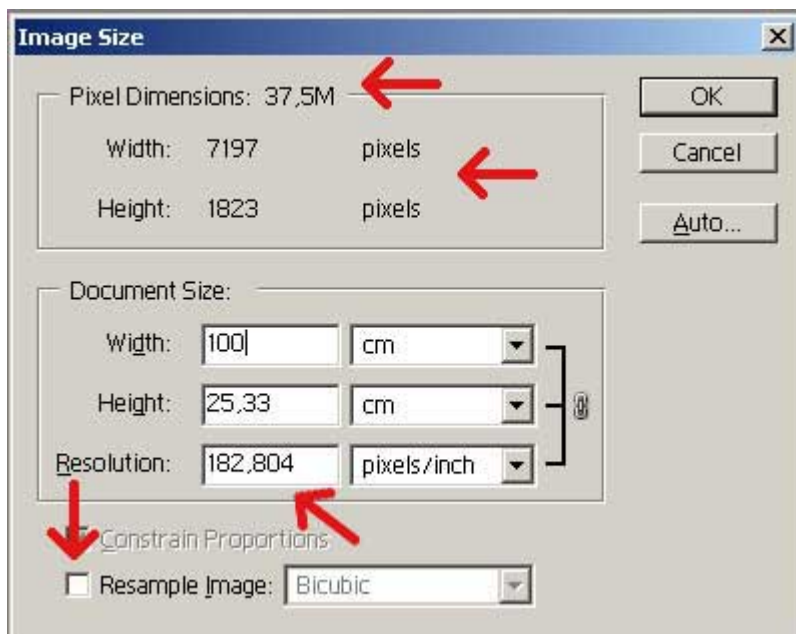 Image Size
Pixel Dimensions: 37,5M
OK
Width: 7197 pixels
Cancel
Height: 1823 pixels
Auto...
Document Size:
Width: 100 cm
Height: 25,33 cm
Resolution: 182,804 pixels/inch
Constrain Proportions
Resample Image: Bicubic